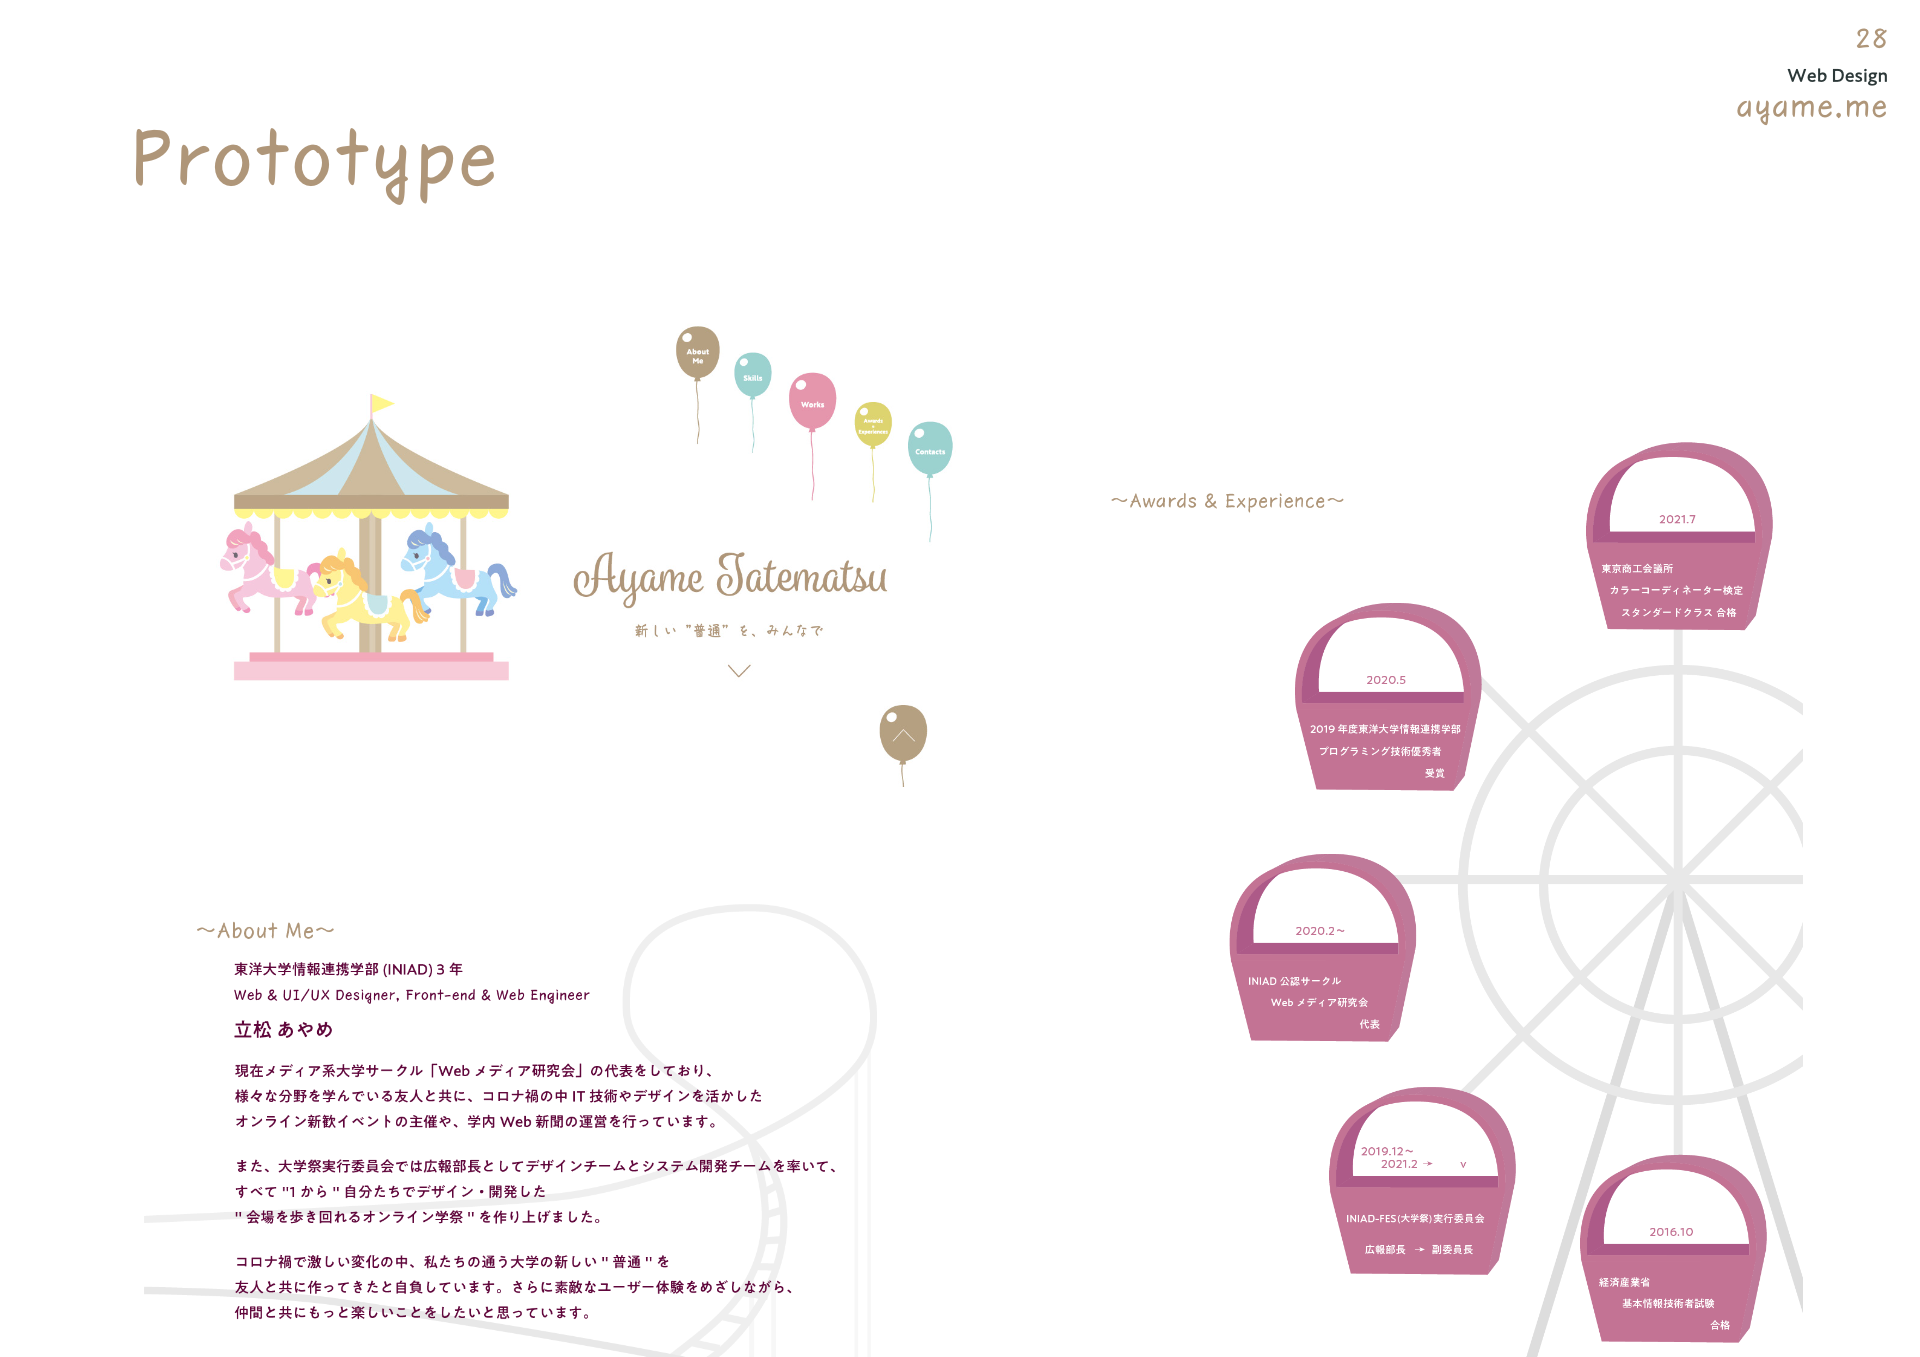 28
Web Design
ayame.me
Prototype
About
Me
Skills
Works
Awards
+
Experiences
Contacts
Ayame Tatematsu
新しい ”普通” を、みんなで
～About Me～
東洋大学情報連携学部 (INIAD) 3 年
Web & UI/UX Designer, Front-end & Web Engineer
立松 あやめ
現在メディア系大学サークル「Web メディア研究会」の代表をしており、
様々な分野を学んでいる友人と共に、コロナ禍の中 IT 技術やデザインを活かした
オンライン新歓イベントの主催や、学内 Web 新聞の運営を行っています。
また、大学祭実行委員会では広報部長としてデザインチームとシステム開発チームを率いて、
すべて "1 から " 自分たちでデザイン・開発した
" 会場を歩き回れるオンライン学祭 " を作り上げました。
コロナ禍で激しい変化の中、私たちの通う大学の新しい " 普通 " を
友人と共に作ってきたと自負しています。さらに素敵なユーザー体験をめざしながら、
仲間と共にもっと楽しいことをしたいと思っています。
～Awards & Experience～
2021.7
東京商工会議所
カラーコーディネーター検定
スタンダードクラス 合格
2020.5
2019 年度東洋大学情報連携学部
プログラミング技術優秀者
受賞
2020.2～
INIAD 公認サークル
Web メディア研究会
代表
2019.12～
2021.2 → v
INIAD-FES(大学祭)実行委員会
広報部長 → 副委員長
2016.10
経済産業省
基本情報技術者試験
合格